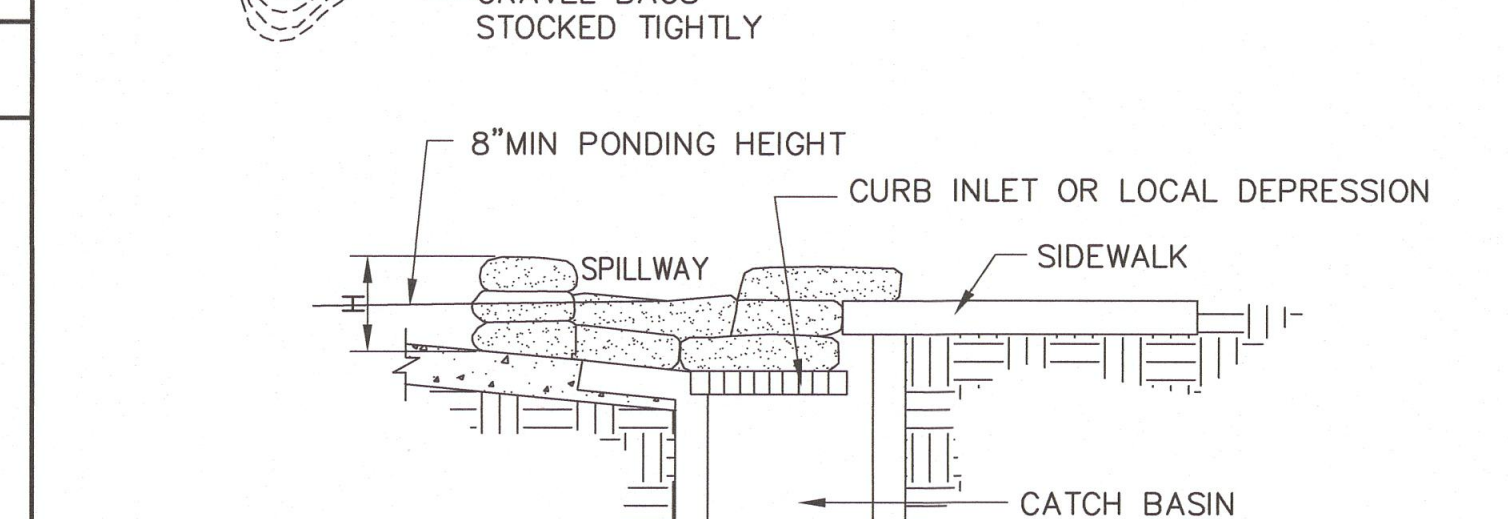 STOCKED TIGHTLY
8"MIN PONDING HEIGHT
CURB INLET OR LOCAL DEPRESSION
SPILLWAY
SIDEWALK
H
CATCH BASIN